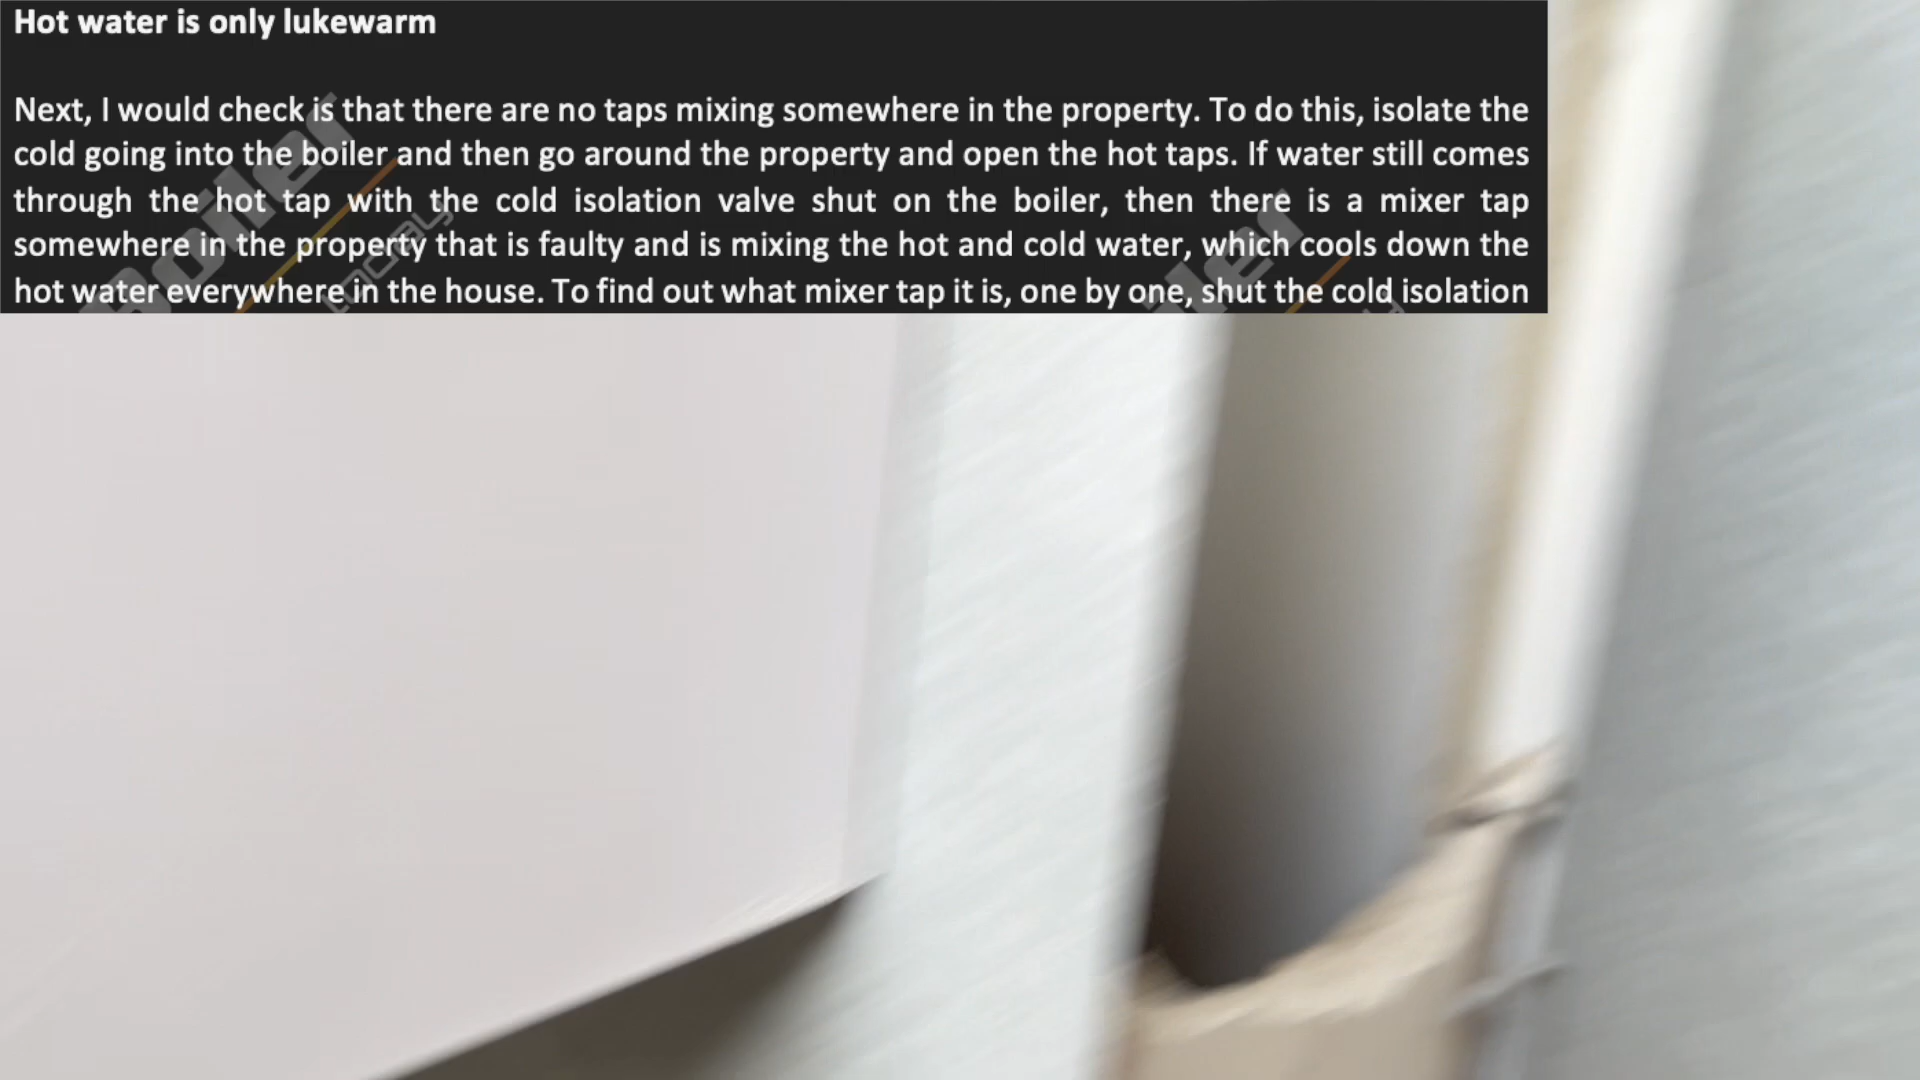 Hot water is only lukewarm
Next, I would check is that there are no taps mixing somewhere in the property. To do this, isolate the
cold going into the boiler and then go around the property and open the hot taps. If water still comes
through the hot tap with the cold isolation valve shut on the boiler, then there is a mixer tap
somewhere in the property that is faulty and is mixing the hot and cold water, which cools down the
hot water everywhere in the house. To find out what mixer tap it is, one by one, shut the cold isolation